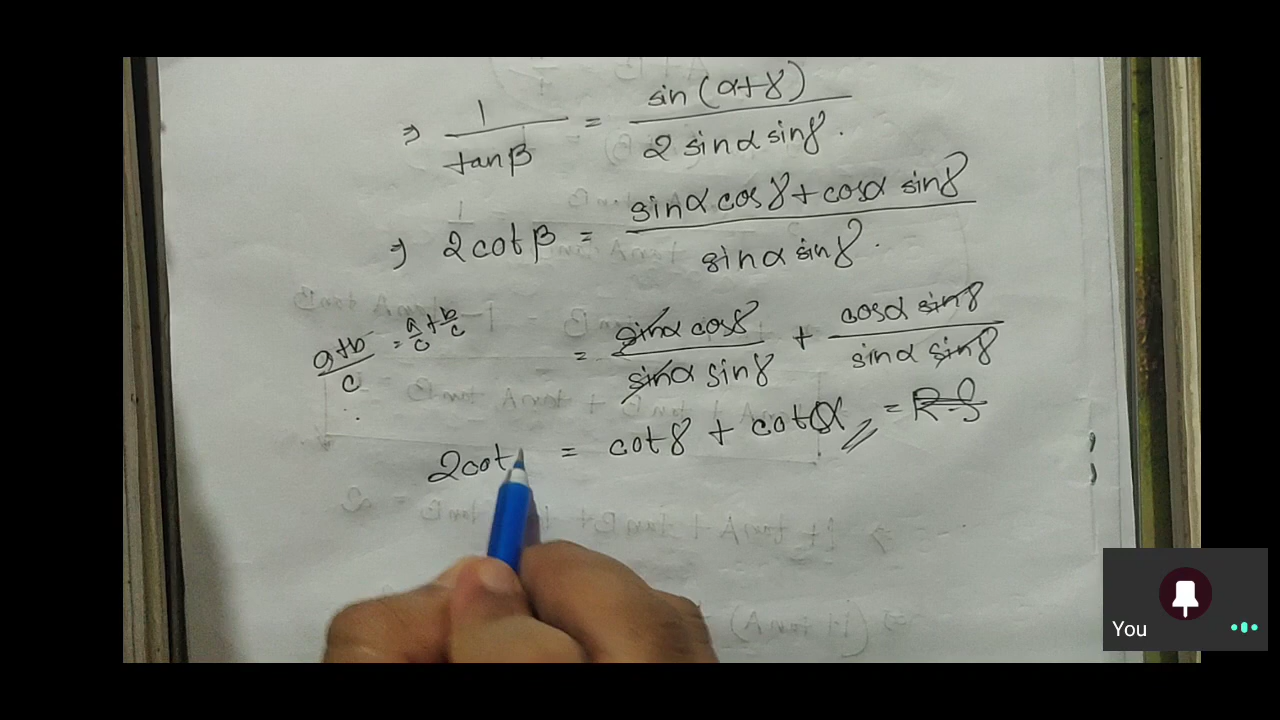 ⇒ 1/tanβ = sin(α+γ)/2 sinα sinγ.
⇒ 2cotβ = sinα cosγ + cosα sinγ / sinα sinγ.
a+b/c = a/c + b/c
= sinα cosγ / sinα sinγ + cosα sinγ / sinα sinγ
∴ 2cot = cotγ + cotα // =
You